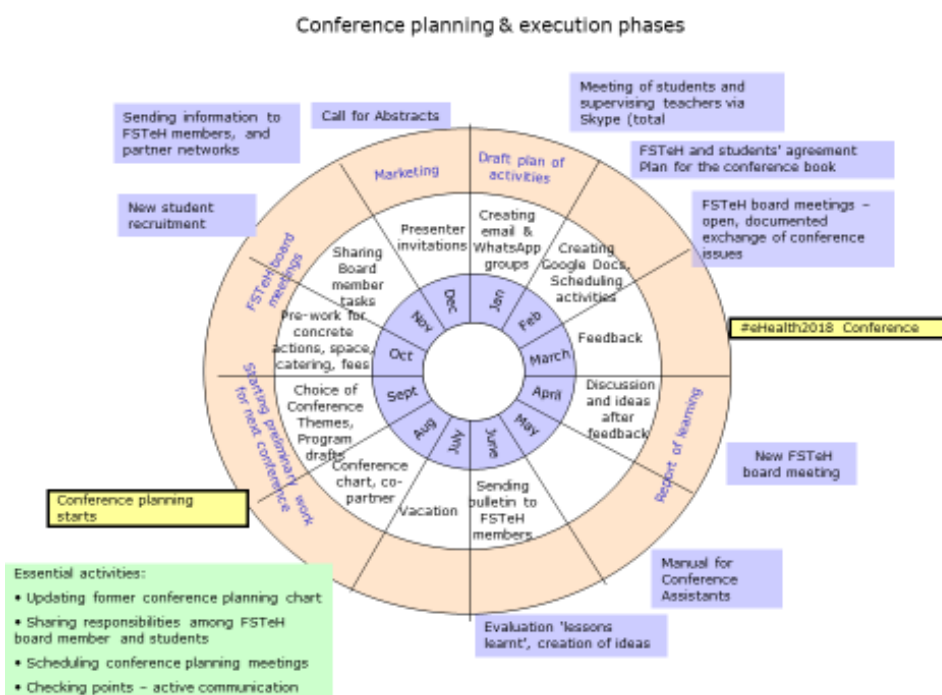 Conference planning & execution phases
Meeting of students and
supervising teachers via
Skype (total
Call for Abstracts
Sending information to
FSTeH members, and
partner networks
FSTeH and students' agreement
Plan for the conference book
New student
recruitment
FSTeH board meetings –
open, documented
exchange of conference
issues
#eHealth2018 Conference
New FSTeH
board meeting
Manual for
Conference
Assistants
Evaluation 'lessons
learnt', creation of ideas
Conference planning
starts
Marketing
Draft plan of
activities
Report of learning
Starting preliminary work
for next conference
FSTeH board
meetings
Creating
email &
WhatsApp
groups
Creating
Google Docs,
Scheduling
activities
Feedback
Discussion
and ideas
after
feedback
Sending
bulletin to
FSTeH
members
Vacation
Conference
chart, co-
partner
Choice of
Conference
Themes,
Program
drafts
Pre-work for
concrete
actions, space,
catering, fees
Sharing
Board
member
tasks
Presenter
invitations
Jan
Feb
March
April
May
June
July
Aug
Sept
Oct
Nov
Dec
Essential activities:
• Updating former conference planning chart
• Sharing responsibilities among FSTeH
board member and students
• Scheduling conference planning meetings
• Checking points – active communication